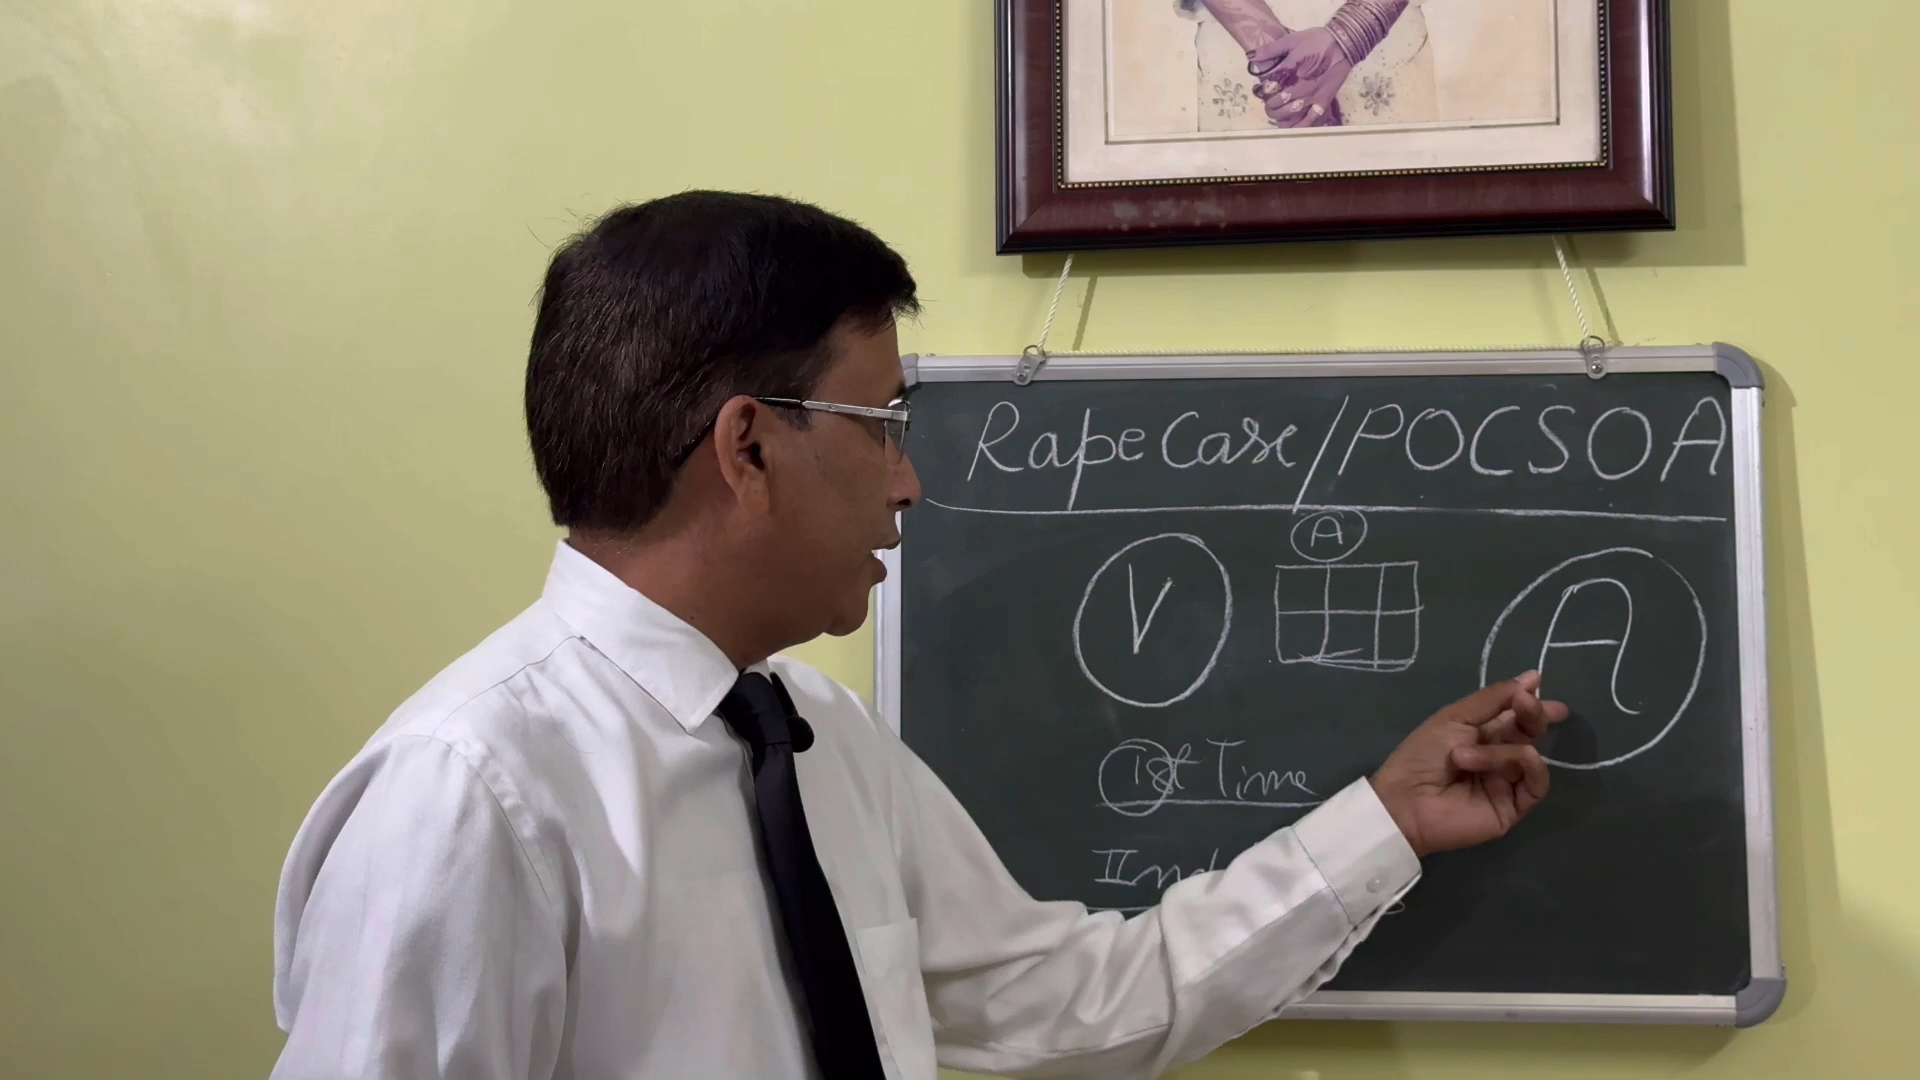 Rape Case/POCSOA
A
V
A
1st Time
IInd